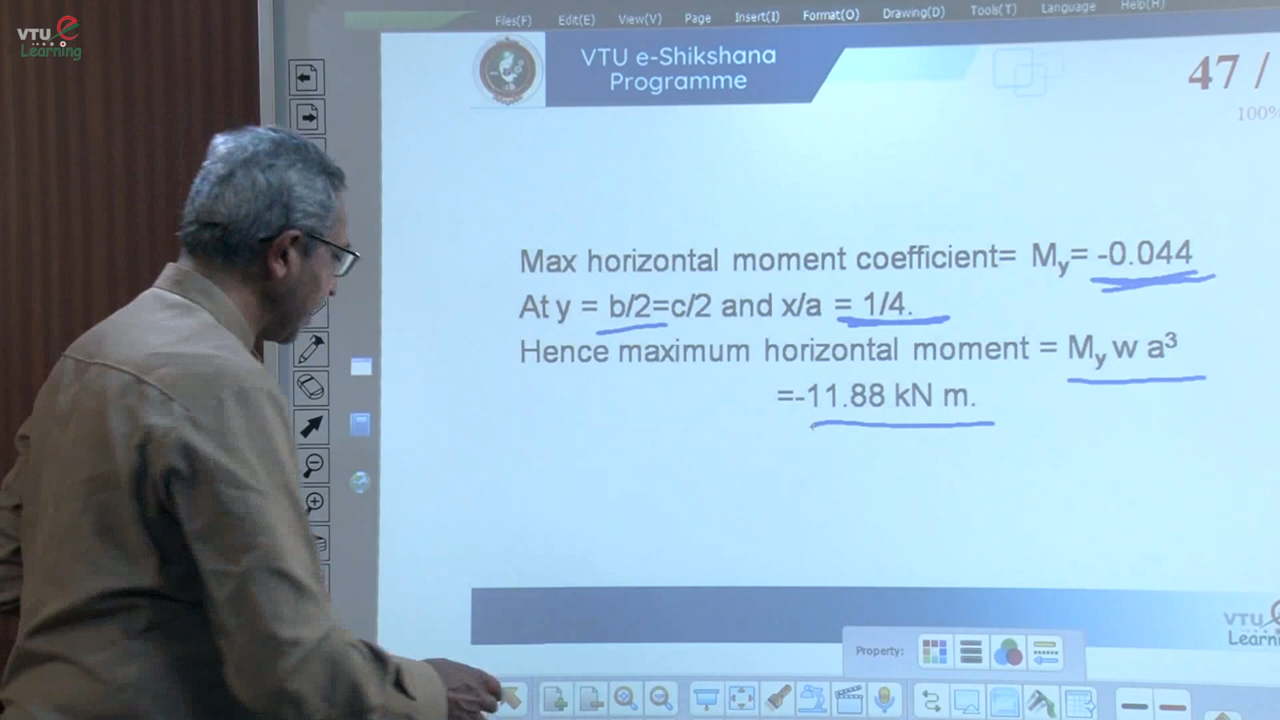 VTU e
Learning
Files(F) Edit(E) View(V) Page Insert(I) Format(O) Drawing(D) Tools(T) Language Help(H)
VTU e-Shikshana
Programme
47 /
100%
Max horizontal moment coefficient= My= -0.044
At y = b/2=c/2 and x/a = 1/4.
Hence maximum horizontal moment = My w a³
=-11.88 kN m.
VTU
Learni
Property: